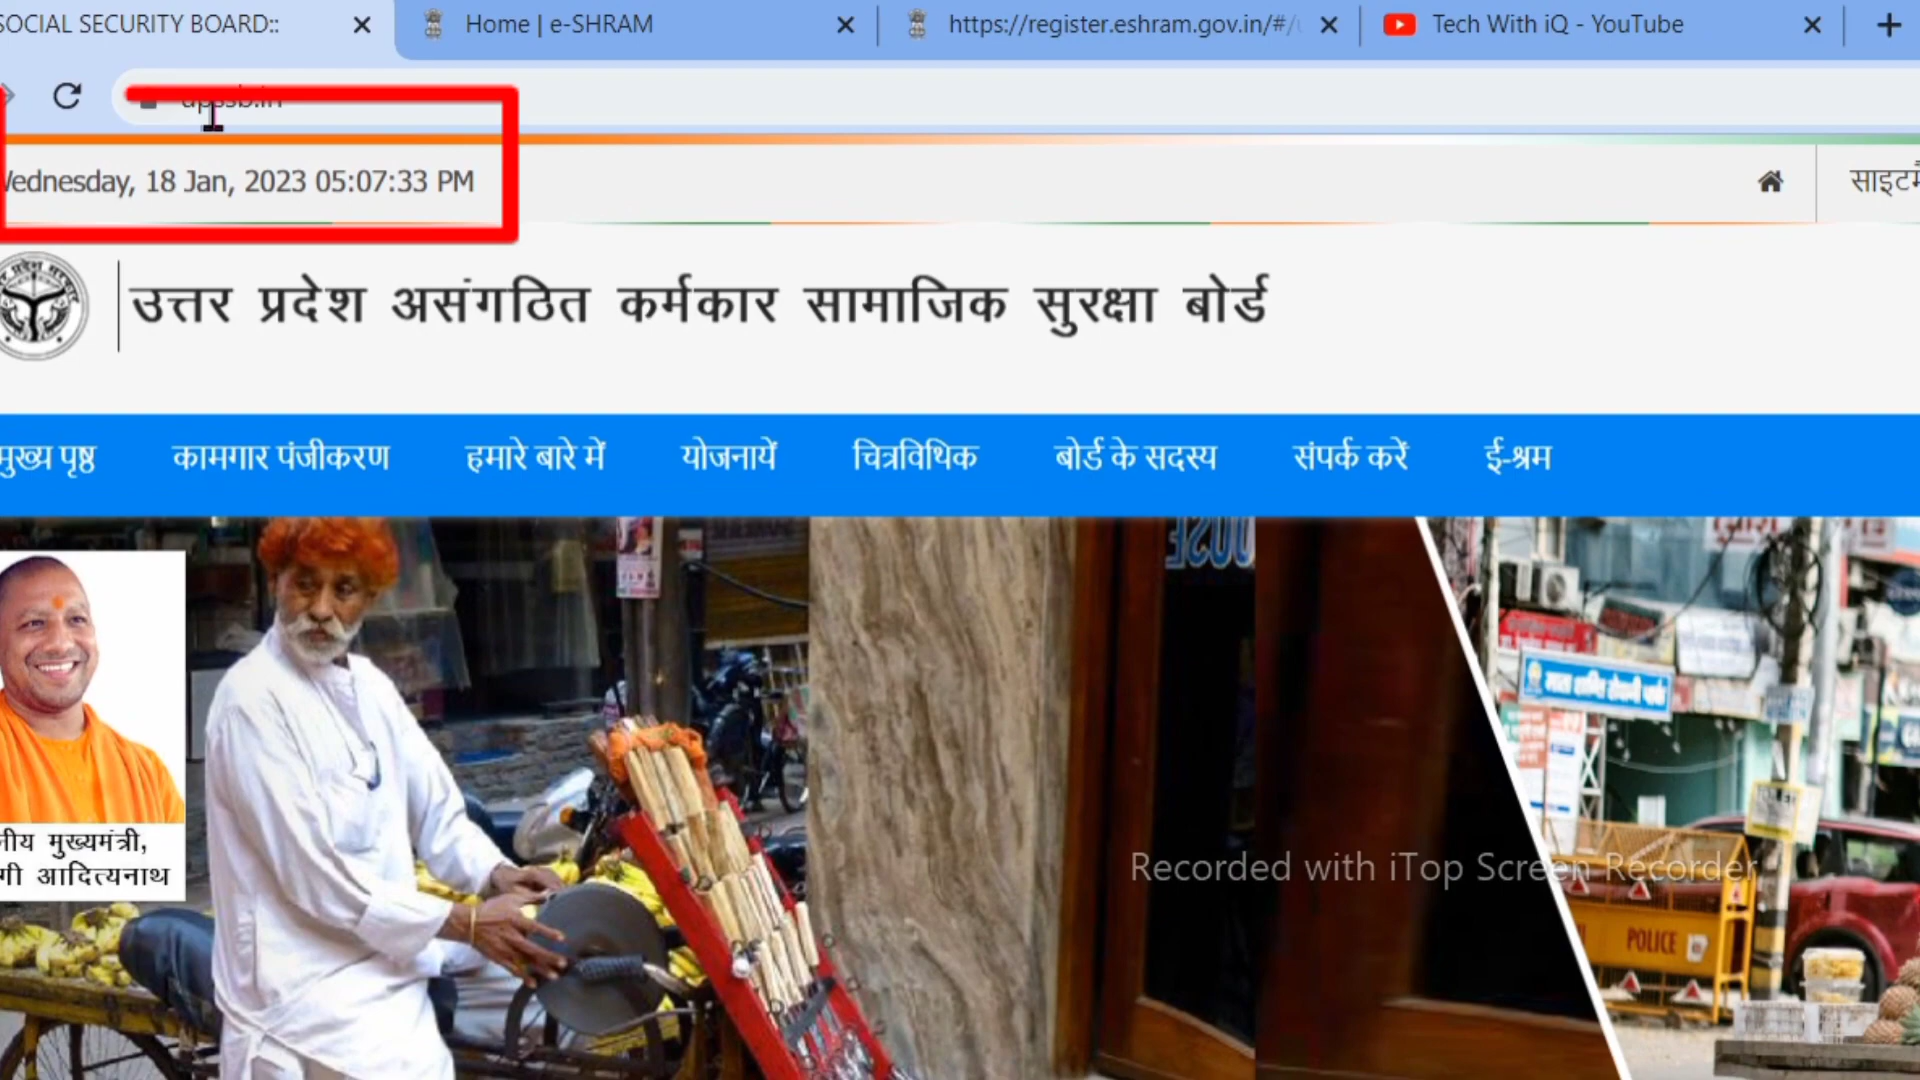 SOCIAL SECURITY BOARD::
Home | e-SHRAM
https://register.eshram.gov.in/#/
Tech With iQ - YouTube
upssb.in
Wednesday, 18 Jan, 2023 05:07:33 PM
उत्तर प्रदेश असंगठित कर्मकार सामाजिक सुरक्षा बोर्ड
मुख्य पृष्ठ
कामगार पंजीकरण
हमारे बारे में
योजनायें
चित्रविथिक
बोर्ड के सदस्य
संपर्क करें
ई-श्रम
मुख्यमंत्री,
आदित्यनाथ
Recorded with iTop Screen Recorder
POLICE